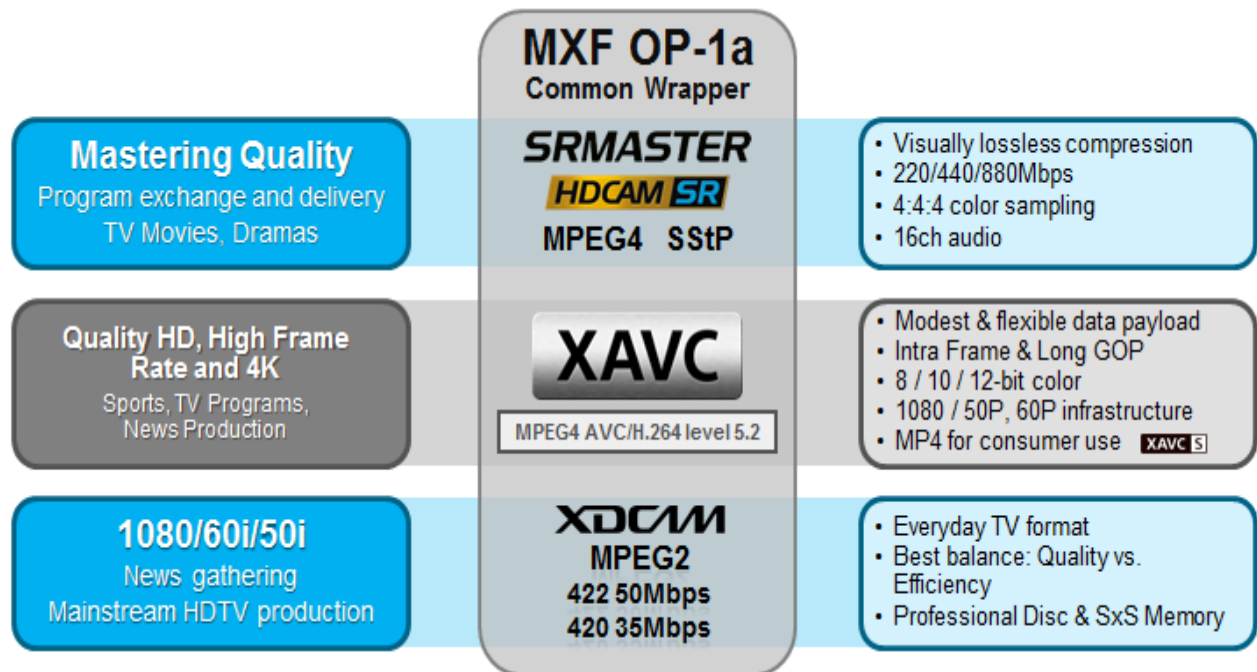 MXF OP-1a
Common Wrapper
Mastering Quality
Program exchange and delivery
TV Movies, Dramas
SRMASTER
HDCAM SR
MPEG4 SStP
• Visually lossless compression
• 220/440/880Mbps
• 4:4:4 color sampling
• 16ch audio
Quality HD, High Frame
Rate and 4K
Sports, TV Programs,
News Production
XAVC
MPEG4 AVC/H.264 level 5.2
• Modest & flexible data payload
• Intra Frame & Long GOP
• 8 / 10 / 12-bit color
• 1080 / 50P, 60P infrastructure
• MP4 for consumer use XAVC S
1080/60i/50i
News gathering
Mainstream HDTV production
XDCAM
MPEG2
422 50Mbps
420 35Mbps
• Everyday TV format
• Best balance: Quality vs.
Efficiency
• Professional Disc & SxS Memory